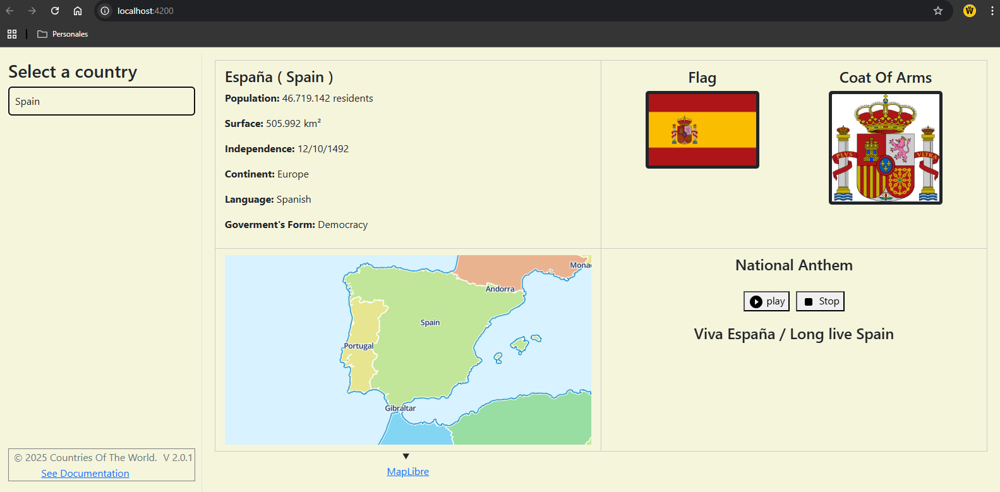 localhost:4200
Personales
Select a country
Spain
España ( Spain )
Population: 46.719.142 residents
Surface: 505.992 km²
Independence: 12/10/1492
Continent: Europe
Language: Spanish
Goverment's Form: Democracy
Flag
Coat Of Arms
PLVS VLTRA
Monac
Andorra
Spain
Portugal
Gibraltar
National Anthem
play Stop
Viva España / Long live Spain
© 2025 Countries Of The World. V 2.0.1
See Documentation
MapLibre